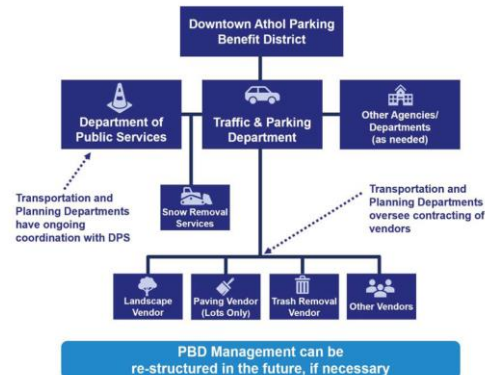 Downtown Athol Parking
Benefit District
Department of
Public Services
Traffic & Parking
Department
Other Agencies/
Departments
(as needed)
Transportation and
Planning Departments
have ongoing
coordination with DPS
Snow Removal
Services
Transportation and
Planning Departments
oversee contracting of
vendors
Landscape
Vendor
Paving Vendor
(Lots Only)
Trash Removal
Vendor
Other Vendors
PBD Management can be
re-structured in the future, if necessary